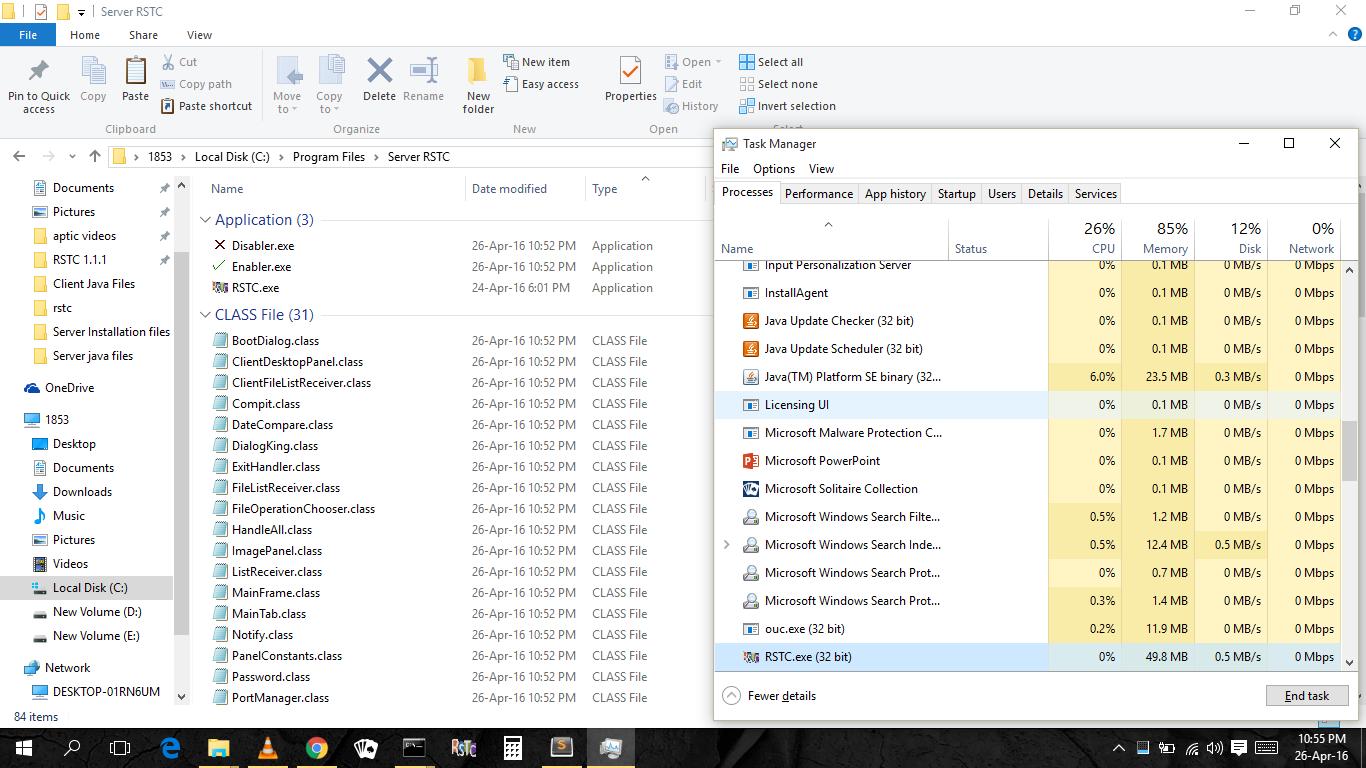 Server RSTC
File Home Share View
Pin to Quick access
Copy
Paste
Cut
Copy path
Paste shortcut
Clipboard
Move to
Copy to
Delete
Rename
Organize
New folder
New item
Easy access
New
Properties
Open
Edit
History
Open
Select all
Select none
Invert selection
Select
1853 Local Disk (C:) Program Files Server RSTC
Documents
Pictures
aptic videos
RSTC 1.1.1
Client Java Files
rstc
Server Installation files
Server java files
OneDrive
1853
Desktop
Documents
Downloads
Music
Pictures
Videos
Local Disk (C:)
New Volume (D:)
New Volume (E:)
Network
DESKTOP-01RN6UM
84 items
Name Date modified Type
Application (3)
Disabler.exe 26-Apr-16 10:52 PM Application
Enabler.exe 26-Apr-16 10:52 PM Application
RSTC.exe 24-Apr-16 6:01 PM Application
CLASS File (31)
BootDialog.class 26-Apr-16 10:52 PM CLASS File
ClientDesktopPanel.class 26-Apr-16 10:52 PM CLASS File
ClientFileListReceiver.class 26-Apr-16 10:52 PM CLASS File
Compit.class 26-Apr-16 10:52 PM CLASS File
DateCompare.class 26-Apr-16 10:52 PM CLASS File
DialogKing.class 26-Apr-16 10:52 PM CLASS File
ExitHandler.class 26-Apr-16 10:52 PM CLASS File
FileListReceiver.class 26-Apr-16 10:52 PM CLASS File
FileOperationChooser.class 26-Apr-16 10:52 PM CLASS File
HandleAll.class 26-Apr-16 10:52 PM CLASS File
ImagePanel.class 26-Apr-16 10:52 PM CLASS File
ListReceiver.class 26-Apr-16 10:52 PM CLASS File
MainFrame.class 26-Apr-16 10:52 PM CLASS File
MainTab.class 26-Apr-16 10:52 PM CLASS File
Notify.class 26-Apr-16 10:52 PM CLASS File
PanelConstants.class 26-Apr-16 10:52 PM CLASS File
Password.class 26-Apr-16 10:52 PM CLASS File
PortManager.class 26-Apr-16 10:52 PM CLASS File
Task Manager
File Options View
Processes Performance App history Startup Users Details Services
26% 85% 12% 0%
Name Status CPU Memory Disk Network
Input Personalization Server 0% 0.1 MB 0 MB/s 0 Mbps
InstallAgent 0% 0.1 MB 0 MB/s 0 Mbps
Java Update Checker (32 bit) 0% 0.1 MB 0 MB/s 0 Mbps
Java Update Scheduler (32 bit) 0% 0.1 MB 0 MB/s 0 Mbps
Java(TM) Platform SE binary (32... 6.0% 23.5 MB 0.3 MB/s 0 Mbps
Licensing UI 0% 0.1 MB 0 MB/s 0 Mbps
Microsoft Malware Protection C... 0% 1.7 MB 0 MB/s 0 Mbps
Microsoft PowerPoint 0% 0.1 MB 0 MB/s 0 Mbps
Microsoft Solitaire Collection 0% 0.1 MB 0 MB/s 0 Mbps
Microsoft Windows Search Filte... 0.5% 1.2 MB 0 MB/s 0 Mbps
Microsoft Windows Search Inde... 0.5% 12.4 MB 0.5 MB/s 0 Mbps
Microsoft Windows Search Prot... 0% 0.7 MB 0 MB/s 0 Mbps
Microsoft Windows Search Prot... 0.3% 1.4 MB 0 MB/s 0 Mbps
ouc.exe (32 bit) 0.2% 11.9 MB 0 MB/s 0 Mbps
RSTC.exe (32 bit) 0% 49.8 MB 0.5 MB/s 0 Mbps
Fewer details
End task
RSTC
10:55 PM
26-Apr-16